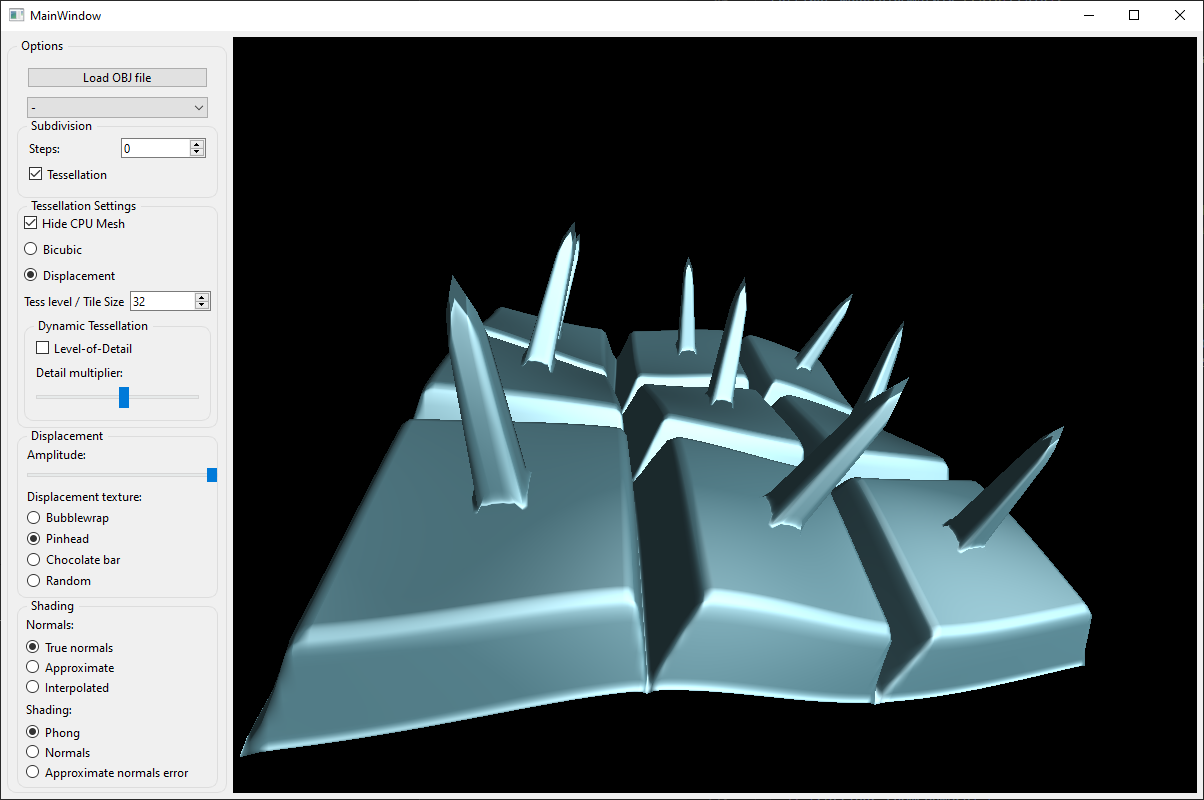 MainWindow
Options
Load OBJ file
-
Subdivision
Steps: 0
Tessellation
Tessellation Settings
Hide CPU Mesh
Bicubic
Displacement
Tess level / Tile Size 32
Dynamic Tessellation
Level-of-Detail
Detail multiplier:
Displacement
Amplitude:
Displacement texture:
Bubblewrap
Pinhead
Chocolate bar
Random
Shading
Normals:
True normals
Approximate
Interpolated
Shading:
Phong
Normals
Approximate normals error